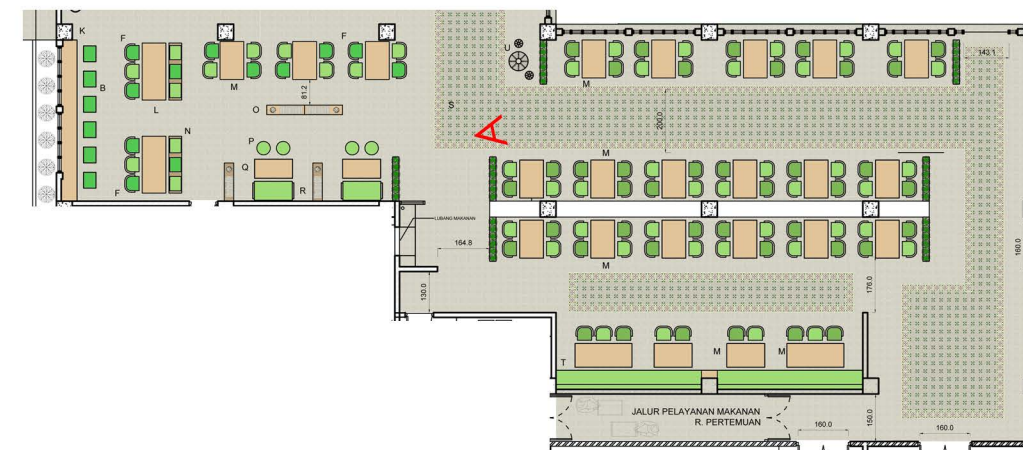 K
F
F
U
B
M
M
143.1
L
81.2
O
S
200.0
N
P
M
Q
F
R
LUBANG MAKANAN
164.8
M
160.0
130.0
176.0
T
M
M
JALUR PELAYANAN MAKANAN
R. PERTEMUAN
150.0
160.0
160.0